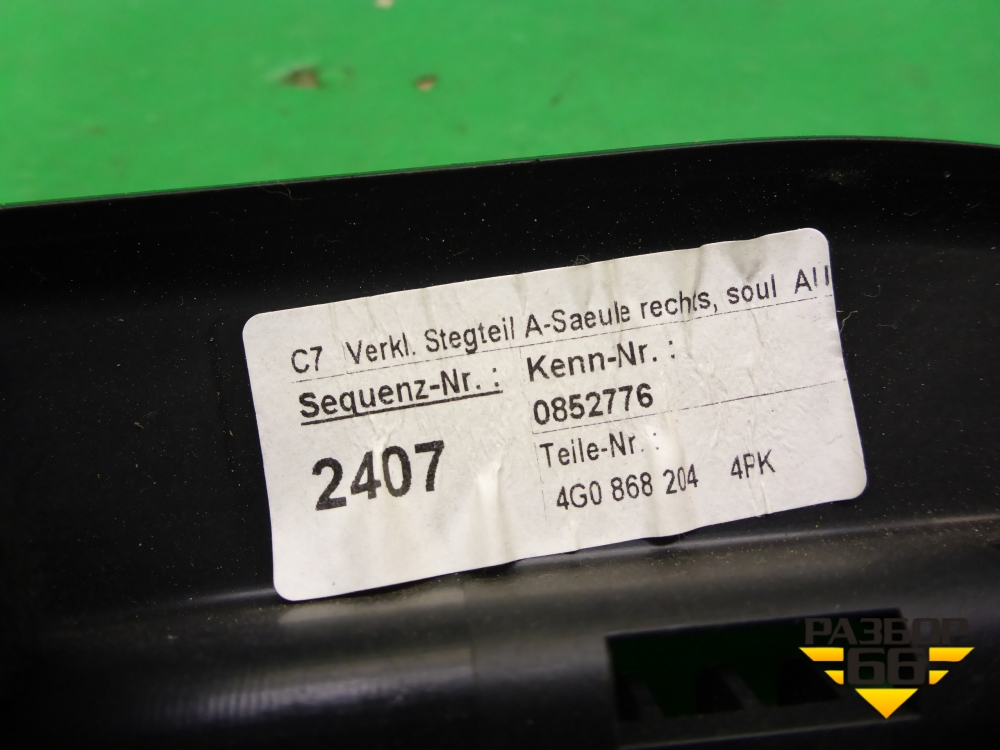 C7 Verkl. Stegteil A-Saeule rechts, soul
Sequenz-Nr. :
2407
Kenn-Nr. :
0852776
Teile-Nr. :
4G0 868 204 4PK
РАЗБОР
66